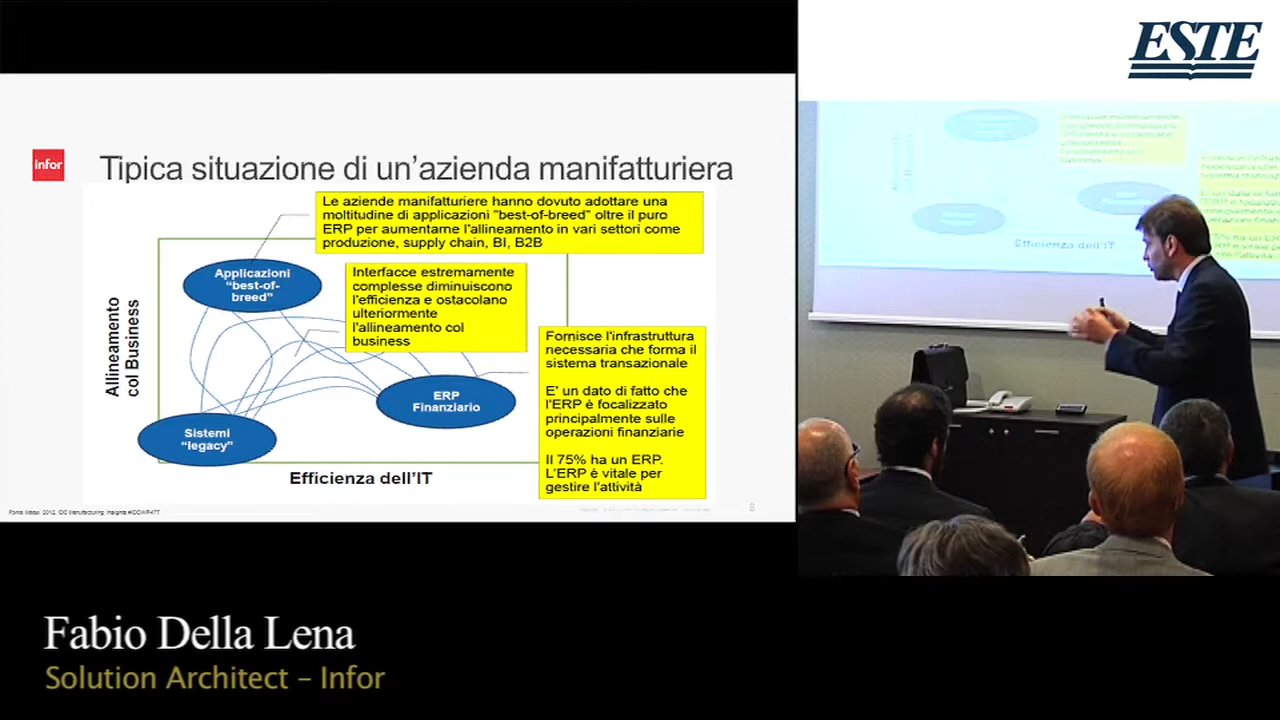 ESTE
infor
Tipica situazione di un'azienda manifatturiera
Le aziende manifatturiere hanno dovuto adottare una
moltitudine di applicazioni "best-of-breed" oltre il puro
ERP per aumentarne l'allineamento in vari settori come
produzione, supply chain, BI, B2B
Applicazioni
"best-of-
breed"
Interfacce estremamente
complesse diminuiscono
l'efficienza e ostacolano
ulteriormente
l'allineamento col
business
Fornisce l'infrastruttura
necessaria che forma il
sistema transazionale
E' un dato di fatto che
l'ERP è focalizzato
principalmente sulle
operazioni finanziarie
Il 75% ha un ERP.
L'ERP è vitale per
gestire l'attività
Allineamento
col Business
ERP
Finanziario
Sistemi
"legacy"
Efficienza dell'IT
8
Efficienza dell'IT
Fabio Della Lena
Solution Architect – Infor